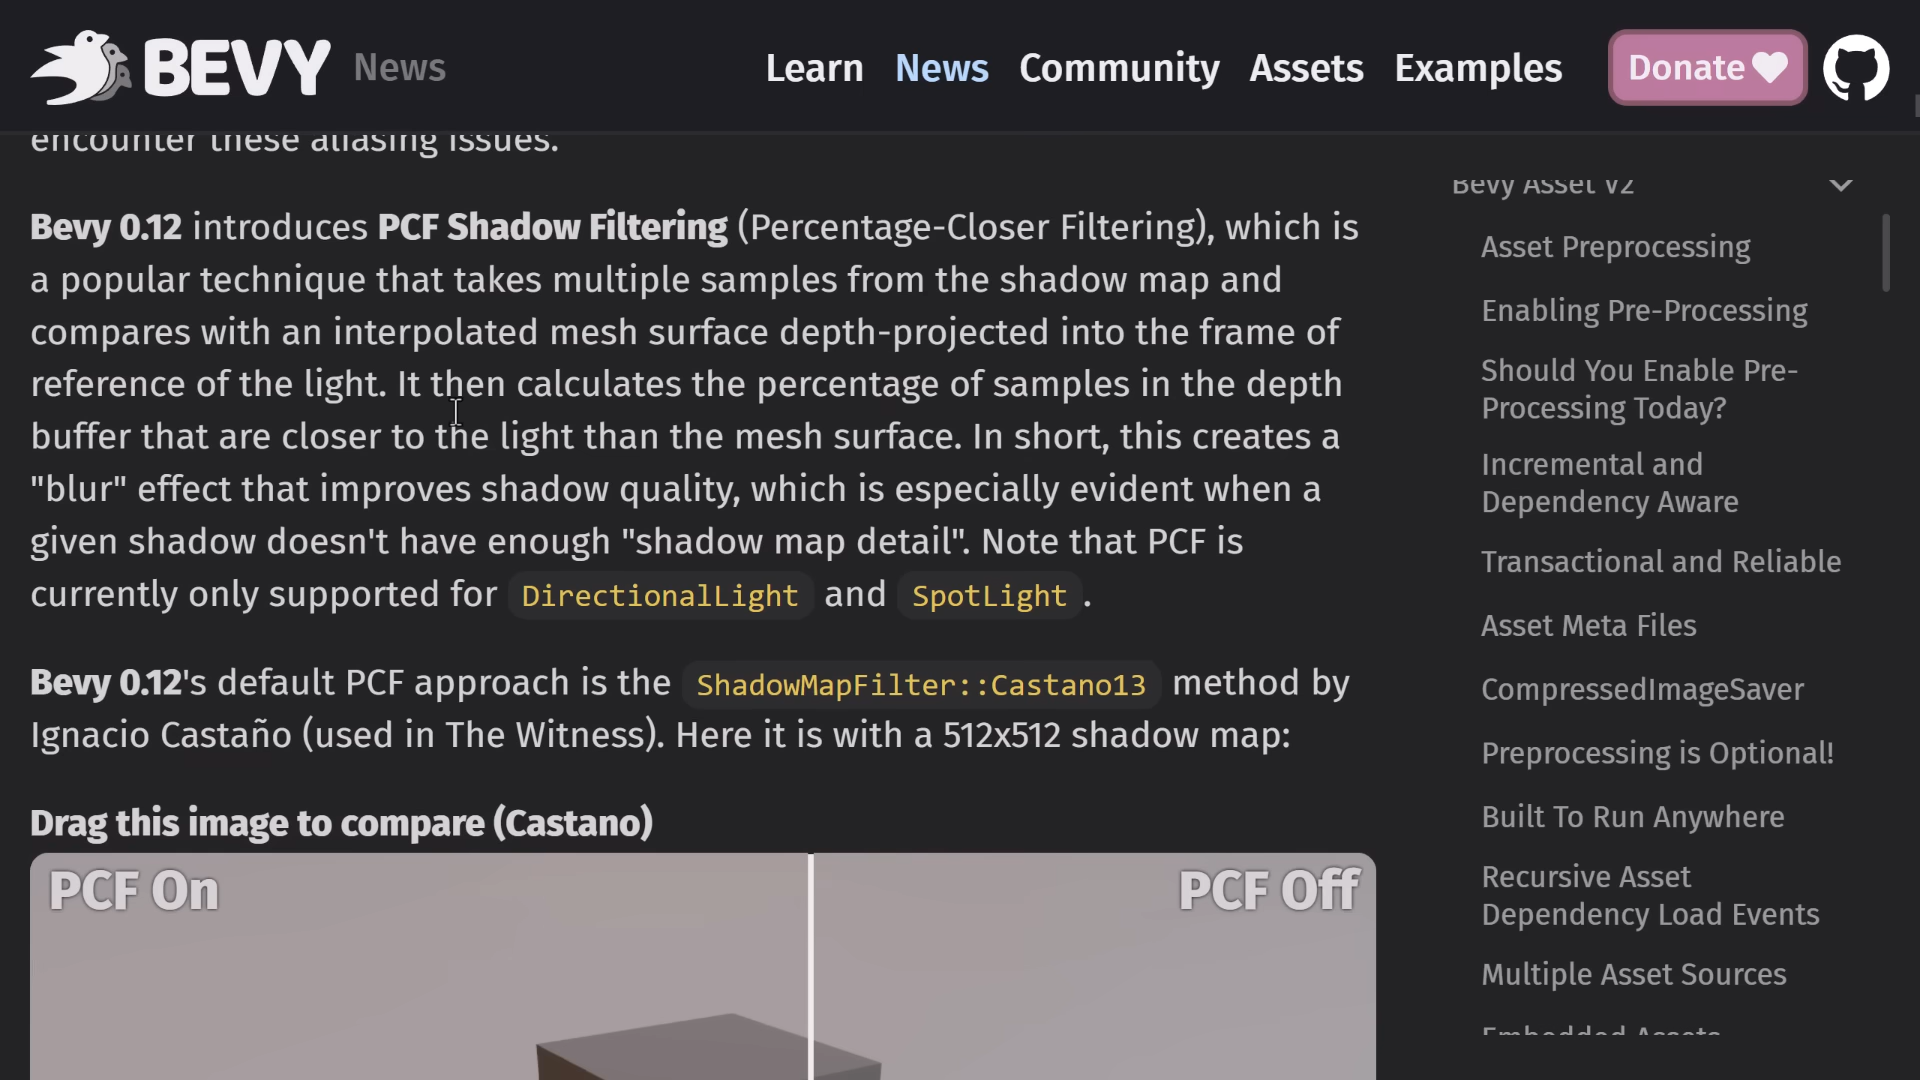 BEVY News Learn News Community Assets Examples Donate
encounter these aliasing issues.
Bevy 0.12 introduces PCF Shadow Filtering (Percentage-Closer Filtering), which is
a popular technique that takes multiple samples from the shadow map and
compares with an interpolated mesh surface depth-projected into the frame of
reference of the light. It then calculates the percentage of samples in the depth
buffer that are closer to the light than the mesh surface. In short, this creates a
"blur" effect that improves shadow quality, which is especially evident when a
given shadow doesn't have enough "shadow map detail". Note that PCF is
currently only supported for DirectionalLight and SpotLight.
Bevy 0.12's default PCF approach is the ShadowMapFilter::Castano13 method by
Ignacio Castaño (used in The Witness). Here it is with a 512x512 shadow map:
Drag this image to compare (Castano)
PCF On
PCF Off
Bevy Asset V2
Asset Preprocessing
Enabling Pre-Processing
Should You Enable Pre-
Processing Today?
Incremental and
Dependency Aware
Transactional and Reliable
Asset Meta Files
CompressedImageSaver
Preprocessing is Optional!
Built To Run Anywhere
Recursive Asset
Dependency Load Events
Multiple Asset Sources
Embedded Assets